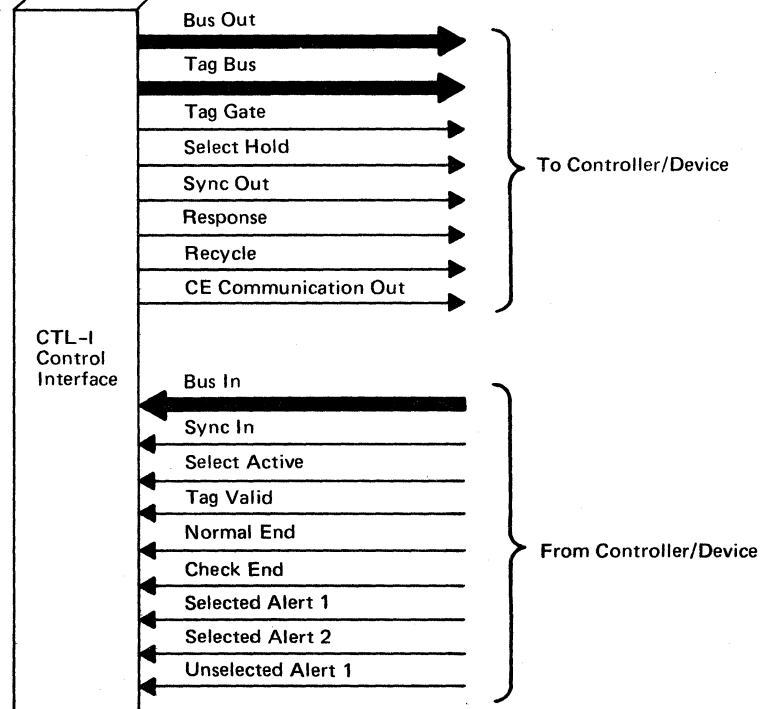 Bus Out
Tag Bus
Tag Gate
Select Hold
Sync Out
Response
Recycle
CE Communication Out
To Controller/Device
CTL-I
Control
Interface
Bus In
Sync In
Select Active
Tag Valid
Normal End
Check End
Selected Alert 1
Selected Alert 2
Unselected Alert 1
From Controller/Device